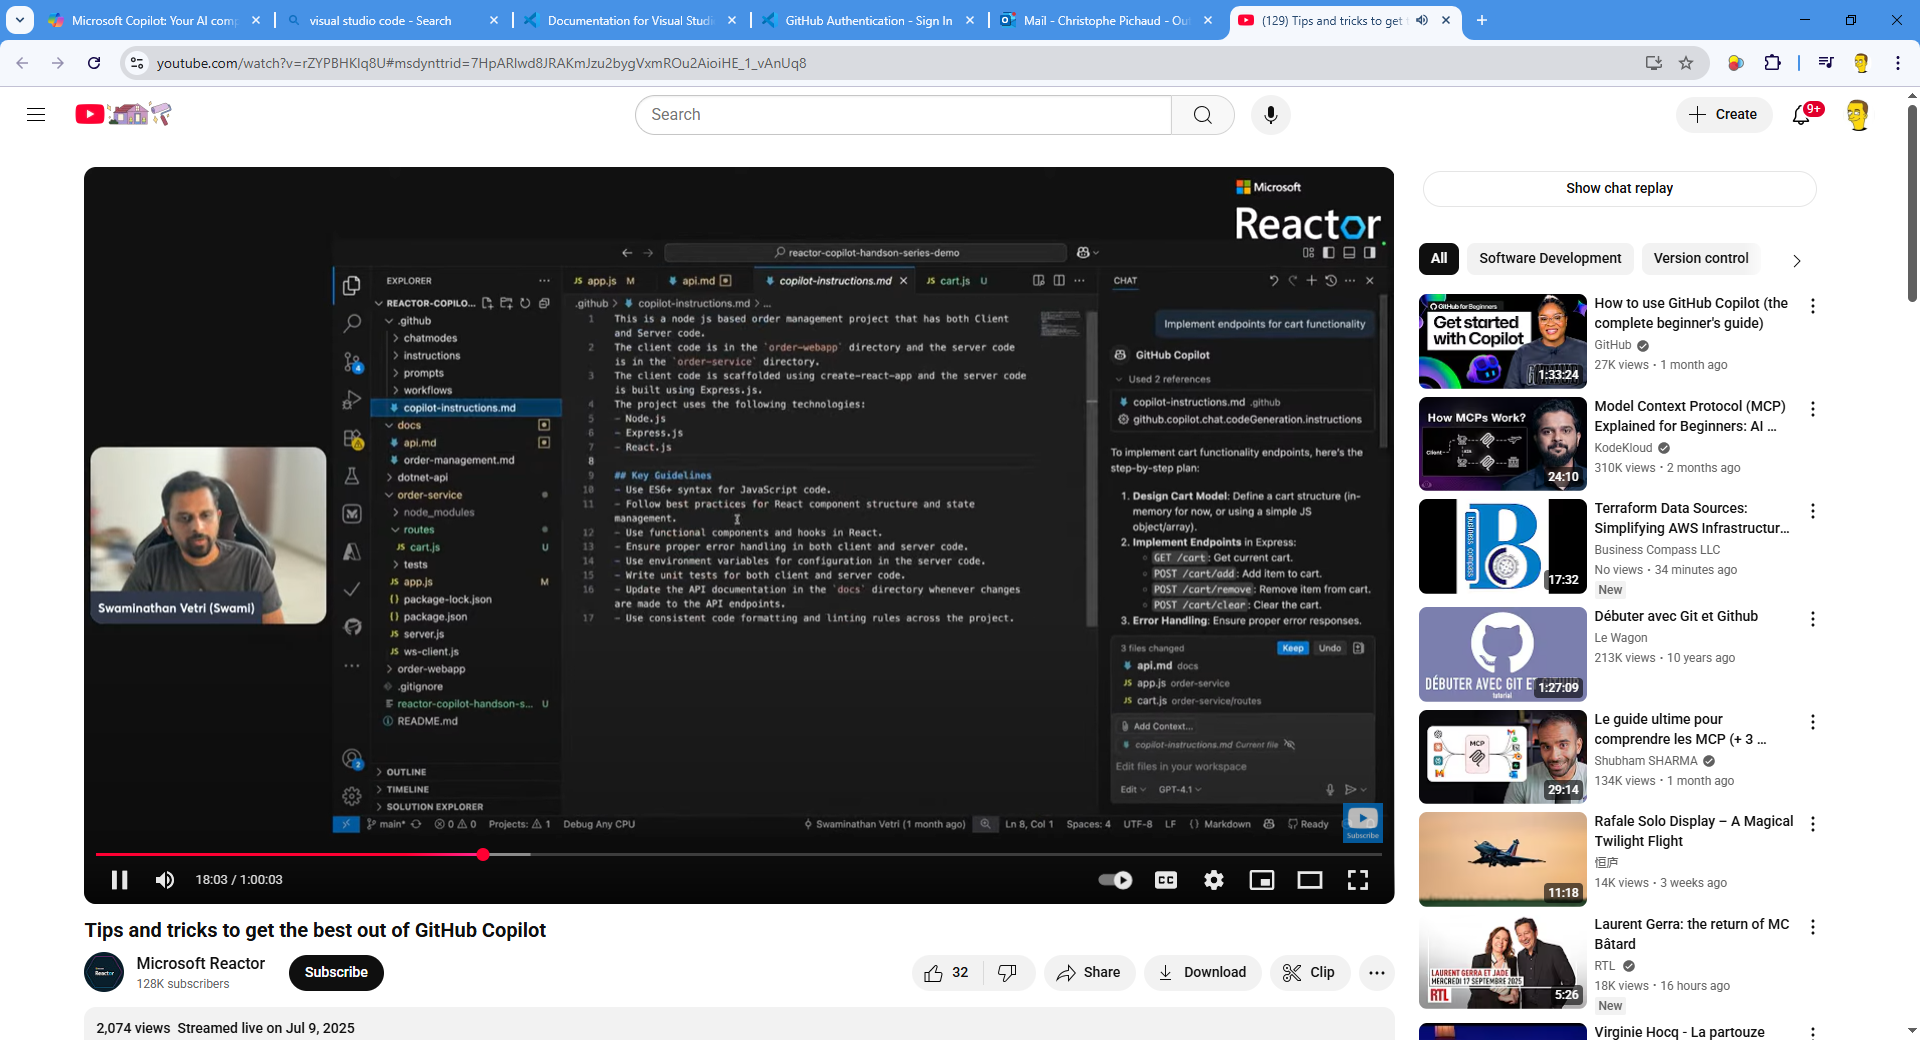 Microsoft Copilot: Your AI comp
visual studio code - Search
Documentation for Visual Studi
GitHub Authentication - Sign In
Mail - Christophe Pichaud - Ou
(129) Tips and tricks to get
youtube.com/watch?v=rZYPBHKlq8U#msdynttrid=7HpARlwd8JRAKmJzu2bygVxmROu2AioiHE_1_vAnUq8
Search
Create
9+
Microsoft
Reactor
reactor-copilot-handson-series-demo
EXPLORER
REACTOR-COPILO...
.github
chatmodes
instructions
prompts
workflows
copilot-instructions.md
docs
api.md
order-management.md
dotnet-api
order-service
node_modules
routes
JS cart.js U
tests
JS app.js M
{} package-lock.json
{} package.json
JS server.js
JS ws-client.js
order-webapp
.gitignore
reactor-copilot-handson-s... U
README.md
OUTLINE
TIMELINE
SOLUTION EXPLORER
JS app.js M
api.md
copilot-instructions.md
JS cart.js U
.github > copilot-instructions.md > ...
1 This is a node js based order management project that has both Client
and Server code.
2 The client code is in the `order-webapp` directory and the server code
is in the `order-service` directory.
3 The client code is scaffolded using create-react-app and the server code
is built using Express.js.
4 The project uses the following technologies:
5 - Node.js
6 - Express.js
7 - React.js
8
9 ## Key Guidelines
10 - Use ES6+ syntax for JavaScript code.
11 - Follow best practices for React component structure and state
management.
12 - Use functional components and hooks in React.
13 - Ensure proper error handling in both client and server code.
14 - Use environment variables for configuration in the server code.
15 - Write unit tests for both client and server code.
16 - Update the API documentation in the `docs` directory whenever changes
are made to the API endpoints.
17 - Use consistent code formatting and linting rules across the project.
CHAT
Implement endpoints for cart functionality
GitHub Copilot
Used 2 references
copilot-instructions.md .github
github.copilot.chat.codeGeneration.instructions
To implement cart functionality endpoints, here's the
step-by-step plan:
1. Design Cart Model: Define a cart structure (in-
memory for now, or using a simple JS
object/array).
2. Implement Endpoints in Express:
GET /cart: Get current cart.
POST /cart/add: Add item to cart.
POST /cart/remove: Remove item from cart.
POST /cart/clear: Clear the cart.
3. Error Handling: Ensure proper error responses.
3 files changed Keep Undo
api.md docs
JS app.js order-service
JS cart.js order-service/routes
Add Context...
copilot-instructions.md Current file
Edit files in your workspace
Edit GPT-4.1
Swaminathan Vetri (Swami)
main* 0 0 Projects: 1 Debug Any CPU
Swaminathan Vetri (1 month ago) Ln 8, Col 1 Spaces: 4 UTF-8 LF {} Markdown Ready
Subscribe
18:03 / 1:00:03
CC
Tips and tricks to get the best out of GitHub Copilot
Reactor
Microsoft Reactor
128K subscribers
Subscribe
32
Share
Download
Clip
2,074 views Streamed live on Jul 9, 2025
Show chat replay
All
Software Development
Version control
GitHub for Beginners
Get started
with Copilot
1:33:24
How to use GitHub Copilot (the
complete beginner's guide)
GitHub
27K views • 1 month ago
How MCPs Work?
Client
24:10
Model Context Protocol (MCP)
Explained for Beginners: AI ...
KodeKloud
310K views • 2 months ago
business compass
17:32
Terraform Data Sources:
Simplifying AWS Infrastructur...
Business Compass LLC
No views • 34 minutes ago
New
DÉBUTER AVEC GIT ET
tutorial
1:27:09
Débuter avec Git et Github
Le Wagon
213K views • 10 years ago
MCP
29:14
Le guide ultime pour
comprendre les MCP (+ 3 ...
Shubham SHARMA
134K views • 1 month ago
11:18
Rafale Solo Display – A Magical
Twilight Flight
恒庐
14K views • 3 weeks ago
LAURENT GERRA ET JADE
MERCREDI 17 SEPTEMBRE 2025
RTL
5:26
Laurent Gerra: the return of MC
Bâtard
RTL
18K views • 16 hours ago
New
Virginie Hocq - La partouze